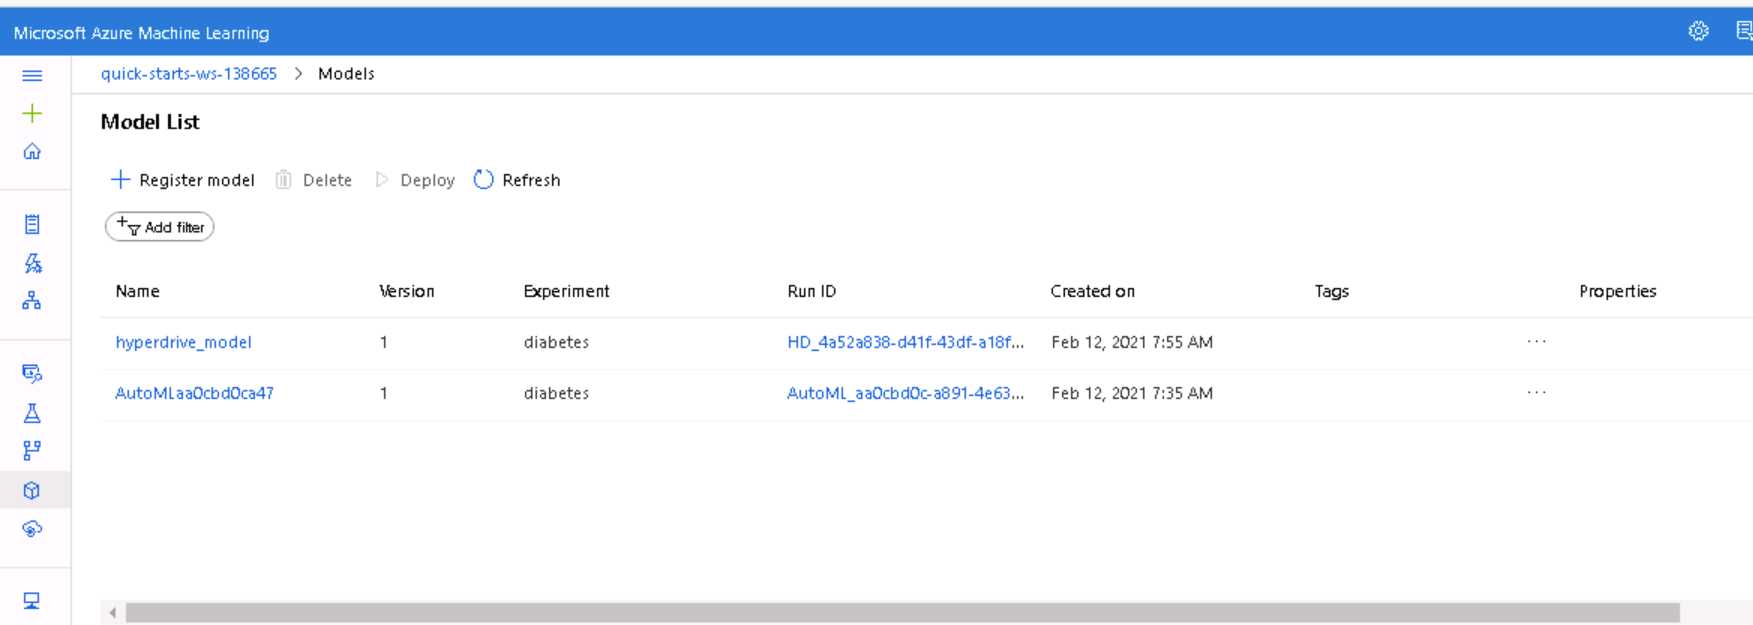 Microsoft Azure Machine Learning
quick-starts-ws-138665 > Models
Model List
Register model Delete Deploy Refresh
Add filter
Name Version Experiment Run ID Created on Tags Properties
hyperdrive_model 1 diabetes HD_4a52a838-d41f-43df-a18f... Feb 12, 2021 7:55 AM ...
AutoMLaa0cbd0ca47 1 diabetes AutoML_aa0cbd0c-a891-4e63... Feb 12, 2021 7:35 AM ...